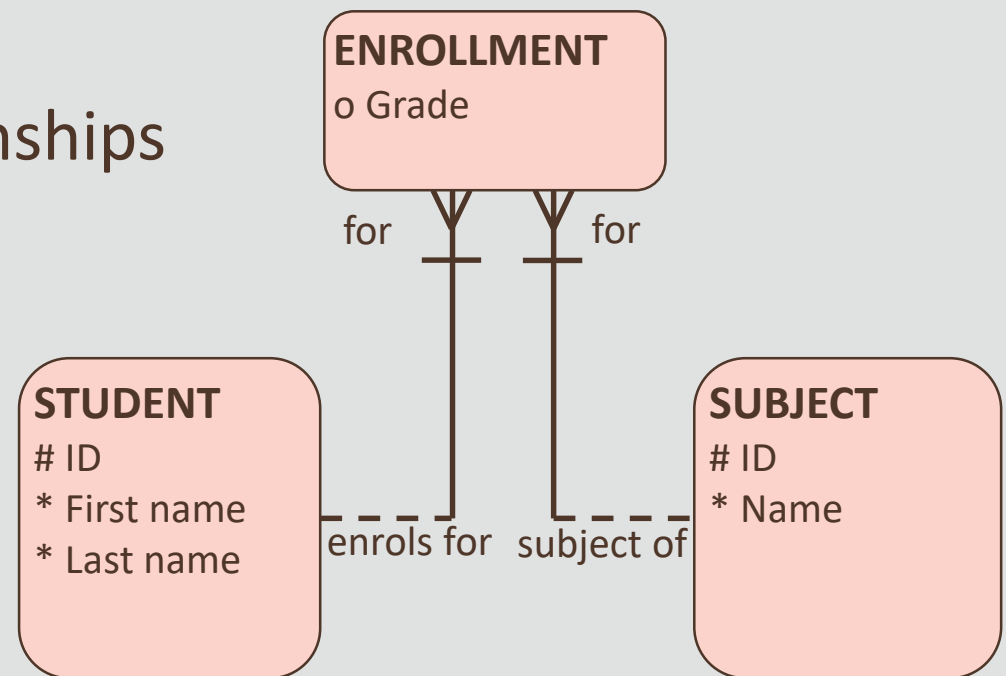 nships
ENROLLMENT
o Grade
for
for
STUDENT
# ID
* First name
* Last name
enrols for
subject of
SUBJECT
# ID
* Name